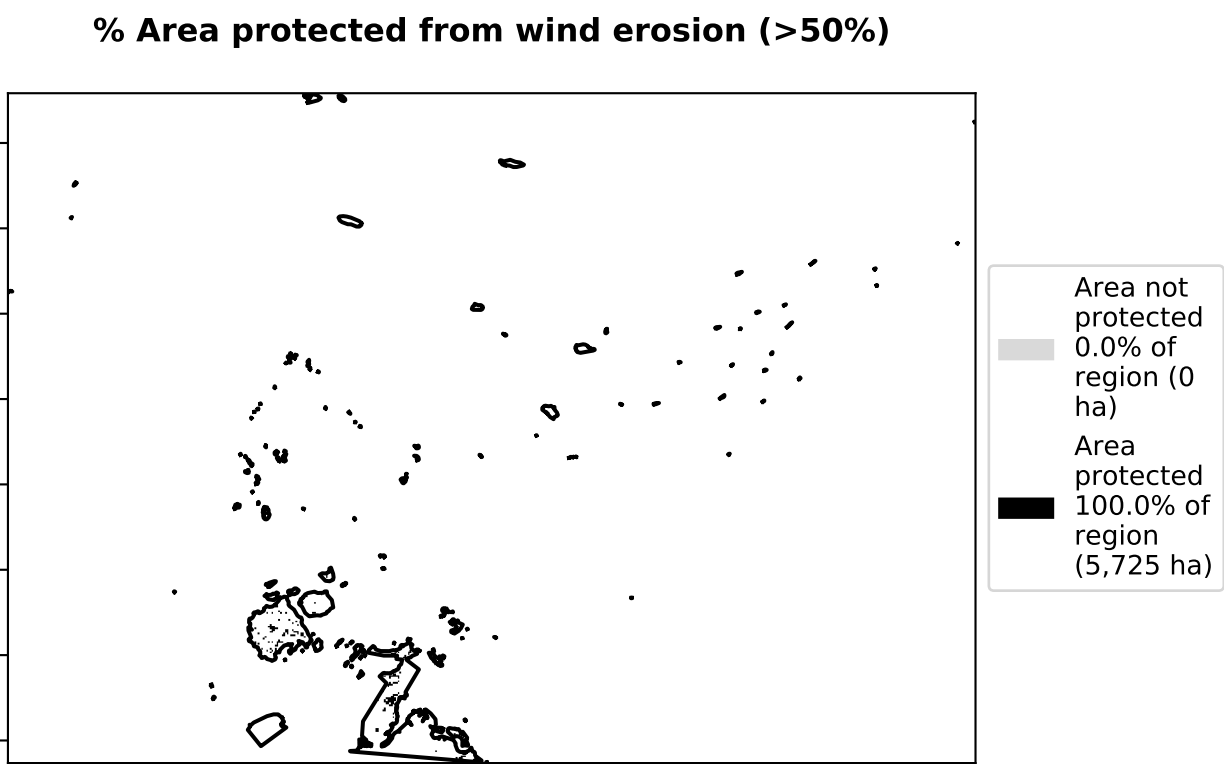 % Area protected from wind erosion (>50%)
Area not
protected
0.0% of
region (0
ha)
Area
protected
100.0% of
region
(5,725 ha)